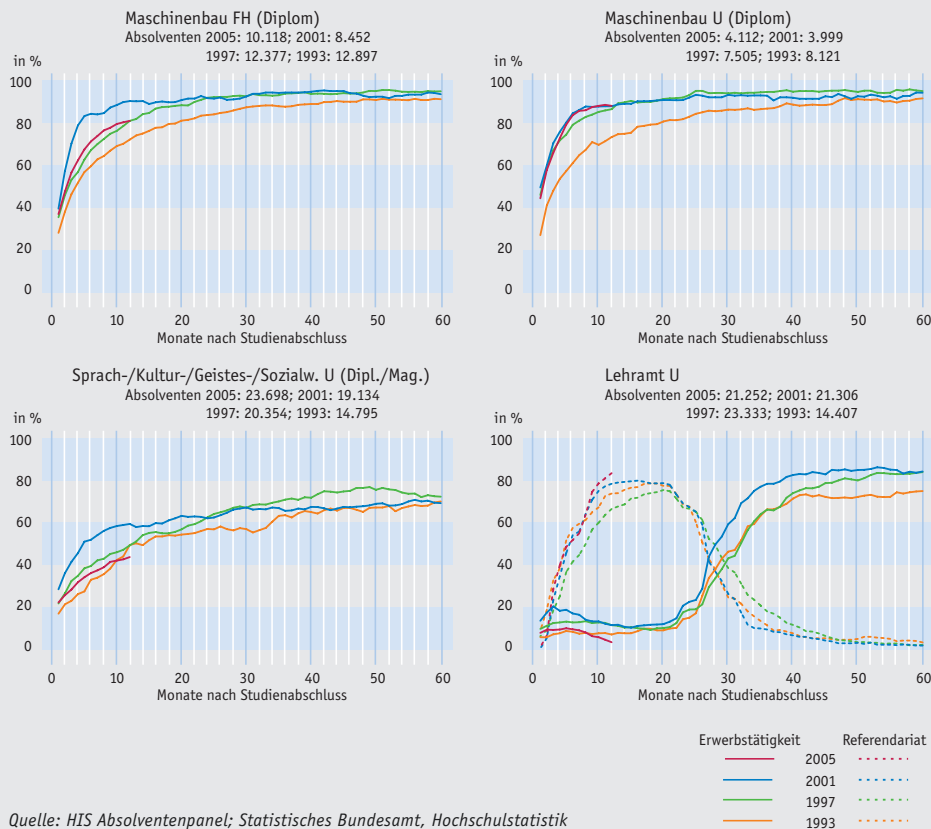 Maschinenbau FH (Diplom)
Absolventen 2005: 10.118; 2001: 8.452
1997: 12.377; 1993: 12.897
in %
100
80
60
40
20
0
0 10 20 30 40 50 60
Monate nach Studienabschluss
Maschinenbau U (Diplom)
Absolventen 2005: 4.112; 2001: 3.999
1997: 7.505; 1993: 8.121
in %
100
80
60
40
20
0
0 10 20 30 40 50 60
Monate nach Studienabschluss
Sprach-/Kultur-/Geistes-/Sozialw. U (Dipl./Mag.)
Absolventen 2005: 23.698; 2001: 19.134
1997: 20.354; 1993: 14.795
in %
100
80
60
40
20
0
0 10 20 30 40 50 60
Monate nach Studienabschluss
Lehramt U
Absolventen 2005: 21.252; 2001: 21.306
1997: 23.333; 1993: 14.407
in %
100
80
60
40
20
0
0 10 20 30 40 50 60
Monate nach Studienabschluss
Erwerbstätigkeit Referendariat
2005
2001
1997
1993
Quelle: HIS Absolventenpanel; Statistisches Bundesamt, Hochschulstatistik